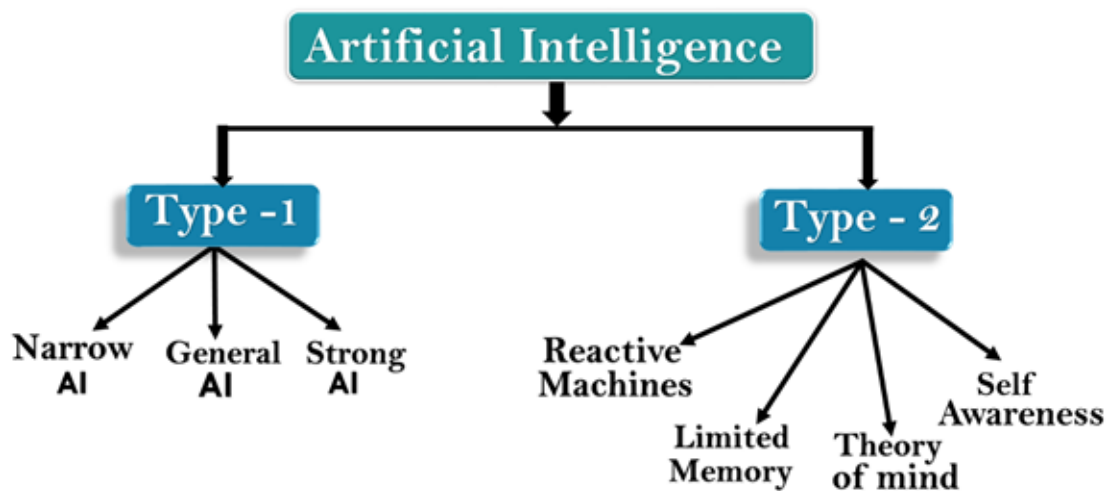 Artificial Intelligence
Type -1
Type - 2
Narrow
AI
General
AI
Strong
AI
Reactive
Machines
Limited
Memory
Theory
of mind
Self
Awareness